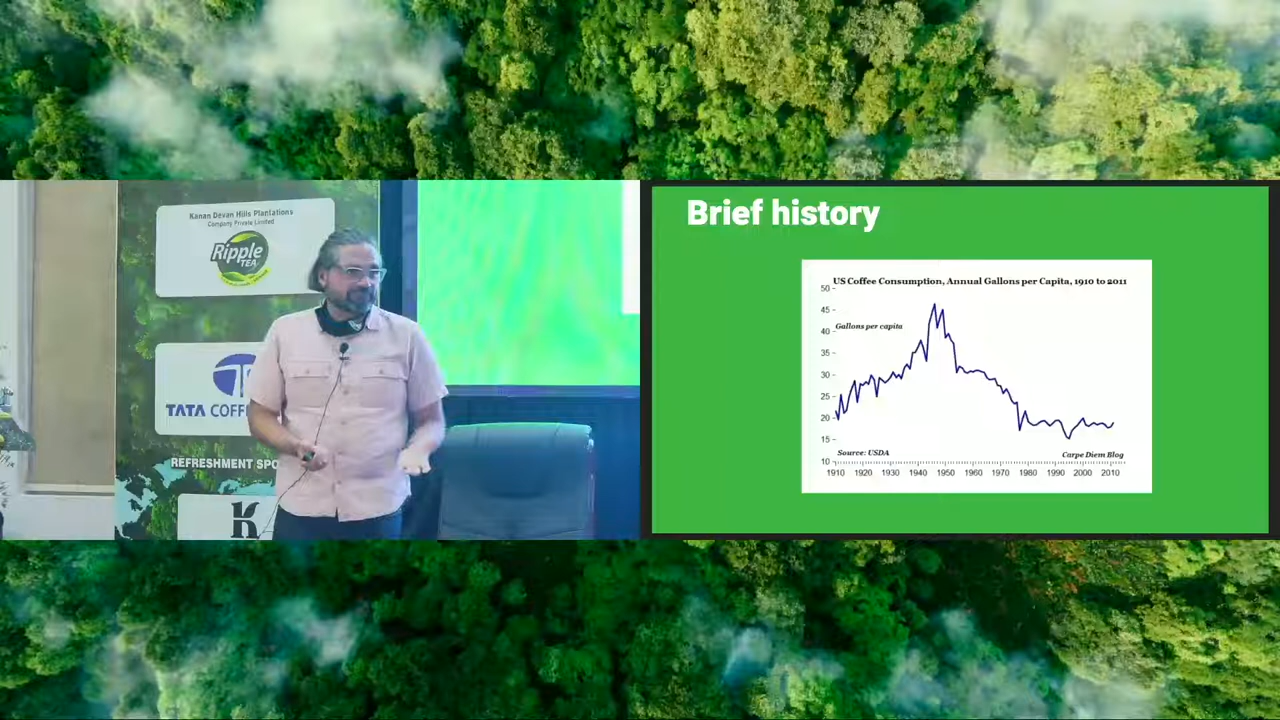 Kanan Devan Hills Plantations
Company Private Limited
Ripple
TEA
TATA COFF
REFRESHMENT SPO
K
Brief history
US Coffee Consumption, Annual Gallons per Capita, 1910 to 2011
50
45
40
35
30
25
20
15
10
Gallons per capita
Source: USDA
Carpe Diem Blog
1910 1920 1930 1940 1950 1960 1970 1980 1990 2000 2010